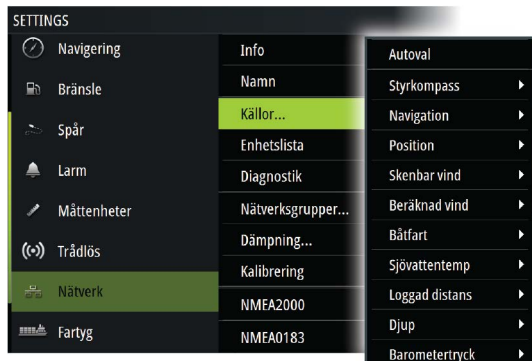 SETTINGS
Navigering
Bränsle
Spår
Larm
Måttenheter
Trådlös
Nätverk
Fartyg
Info
Namn
Källor...
Enhetslista
Diagnostik
Nätverksgrupper...
Dämpning...
Kalibrering
NMEA2000
NMEA0183
Autoval
Styrkompass
Navigation
Position
Skenbar vind
Beräknad vind
Båtfart
Sjövattentemp
Loggad distans
Djup
Barometertryck